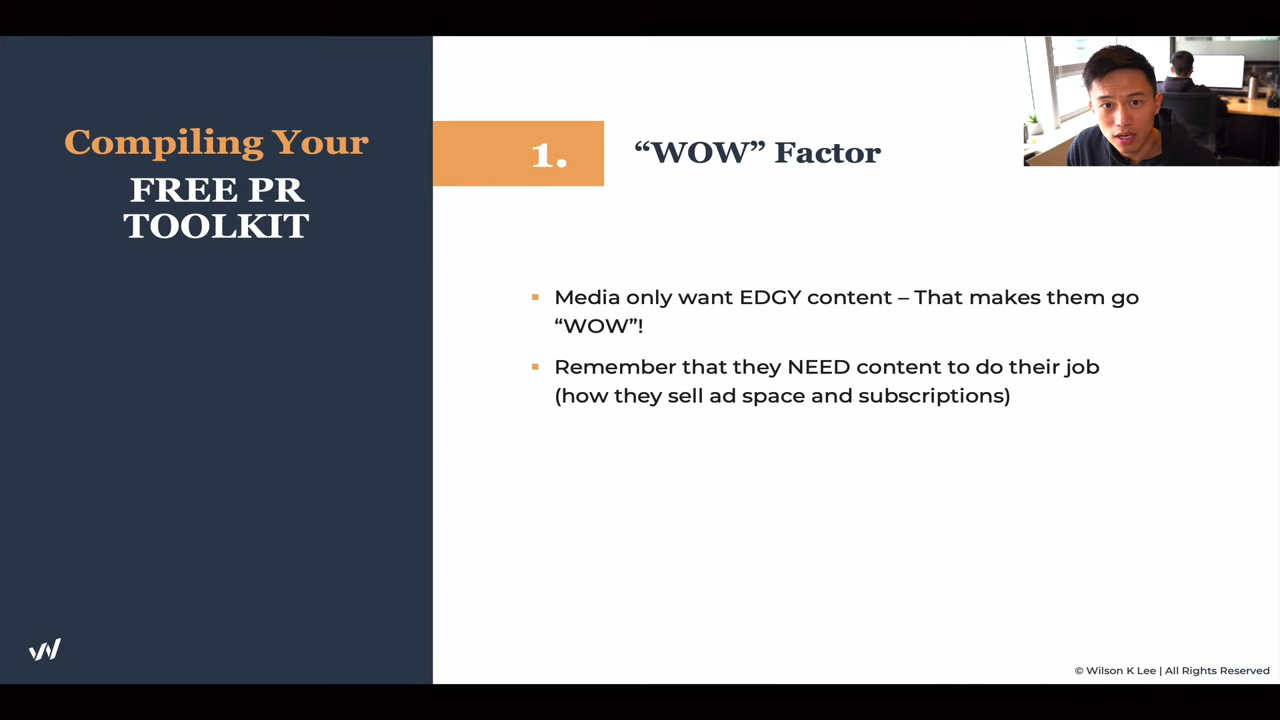 Compiling Your
FREE PR
TOOLKIT
1.
“WOW” Factor
▪ Media only want EDGY content – That makes them go
“WOW”!
▪ Remember that they NEED content to do their job
(how they sell ad space and subscriptions)
© Wilson K Lee | All Rights Reserved